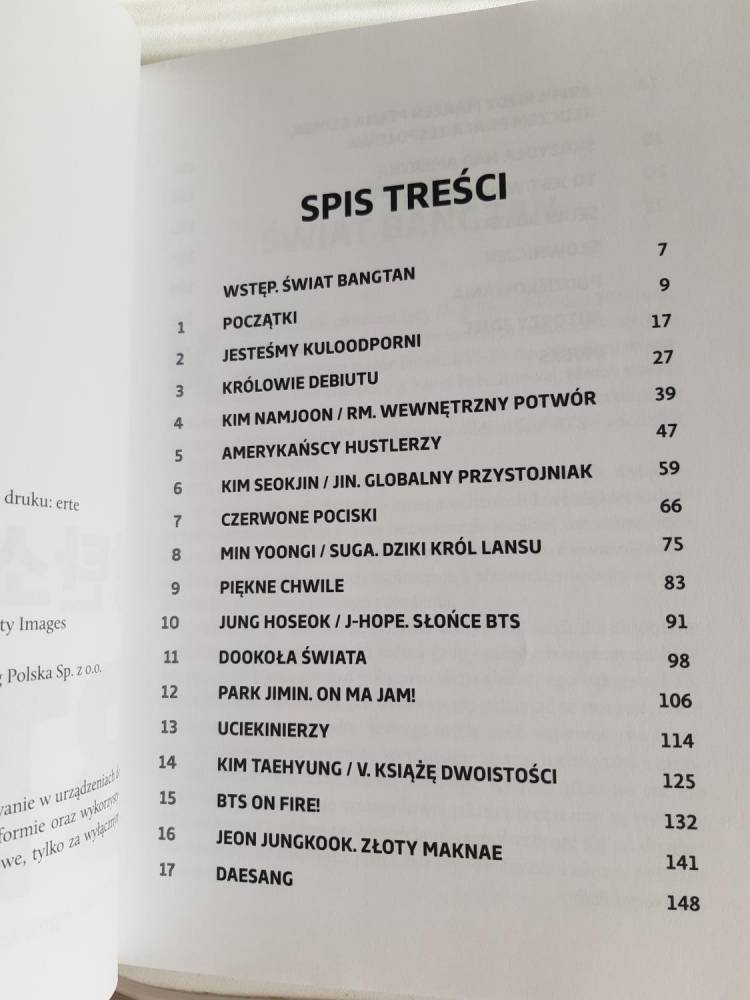 druku: erte
ty Images
Polska Sp. z o.o.
w urządzeniach
formie oraz
tylko za
SPIS TREŚCI
WSTĘP. ŚWIAT BANGTAN 7
1 POCZĄTKI 9
2 JESTEŚMY KULOODPORNI 17
3 KRÓLOWIE DEBIUTU 27
4 KIM NAMJOON / RM. WEWNĘTRZNY POTWÓR 39
5 AMERYKAŃSCY HUSTLERZY 47
6 KIM SEOKJIN / JIN. GLOBALNY PRZYSTOJNIAK 59
7 CZERWONE POCISKI 66
8 MIN YOONGI / SUGA. DZIKI KRÓL LANSU 75
9 PIĘKNE CHWILE 83
10 JUNG HOSEOK / J-HOPE. SŁOŃCE BTS 91
11 DOOKOŁA ŚWIATA 98
12 PARK JIMIN. ON MA JAM! 106
13 UCIEKINIERZY 114
14 KIM TAEHYUNG / V. KSIĄŻĘ DWOISTOŚCI 125
15 BTS ON FIRE! 132
16 JEON JUNGKOOK. ZŁOTY MAKNAE 141
17 DAESANG 148